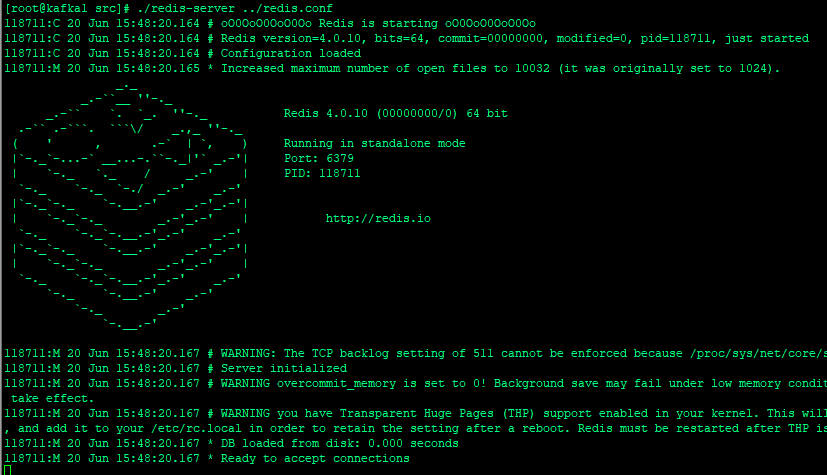 [root@kafka1 src]# ./redis-server ../redis.conf
118711:C 20 Jun 15:48:20.164 # oO0OoO0OoO0Oo Redis is starting oO0OoO0OoO0Oo
118711:C 20 Jun 15:48:20.164 # Redis version=4.0.10, bits=64, commit=00000000, modified=0, pid=118711, just started
118711:C 20 Jun 15:48:20.164 # Configuration loaded
118711:M 20 Jun 15:48:20.165 * Increased maximum number of open files to 10032 (it was originally set to 1024).
Redis 4.0.10 (00000000/0) 64 bit
Running in standalone mode
Port: 6379
PID: 118711
http://redis.io
118711:M 20 Jun 15:48:20.167 # WARNING: The TCP backlog setting of 511 cannot be enforced because /proc/sys/net/core/s
118711:M 20 Jun 15:48:20.167 # Server initialized
118711:M 20 Jun 15:48:20.167 # WARNING overcommit_memory is set to 0! Background save may fail under low memory condit
take effect.
118711:M 20 Jun 15:48:20.167 # WARNING you have Transparent Huge Pages (THP) support enabled in your kernel. This will
, and add it to your /etc/rc.local in order to retain the setting after a reboot. Redis must be restarted after THP is
118711:M 20 Jun 15:48:20.167 * DB loaded from disk: 0.000 seconds
118711:M 20 Jun 15:48:20.167 * Ready to accept connections